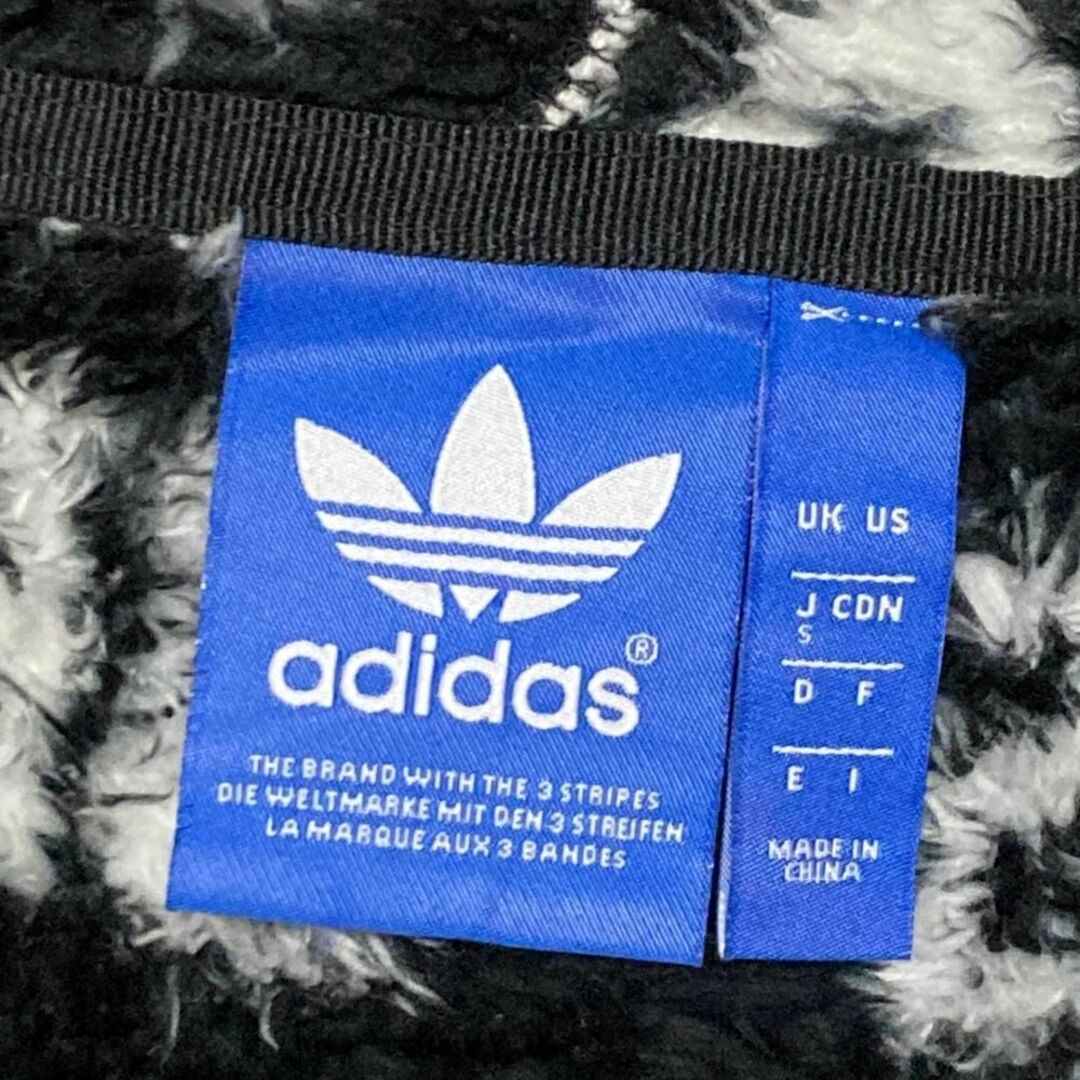 adidas®
THE BRAND WITH THE 3 STRIPES
DIE WELTMARKE MIT DEN 3 STREIFEN
LA MARQUE AUX 3 BANDES
UK US
J CDN
S
D F
E I
MADE IN
CHINA